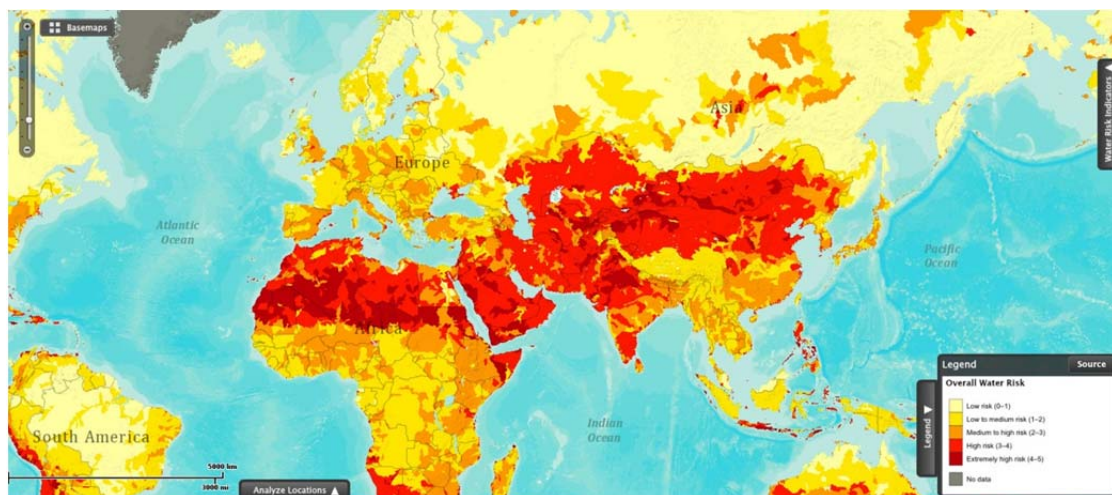 Basemaps
Asia
Water Risk Indicators
Europe
Atlantic
Ocean
Pacific
Ocean
Africa
Indian
Ocean
South America
5000 km
3000 mi
Analyze Locations
Legend
Legend
Source
Overall Water Risk
Low risk (0–1)
Low to medium risk (1–2)
Medium to high risk (2–3)
High risk (3–4)
Extremely high risk (4–5)
No data